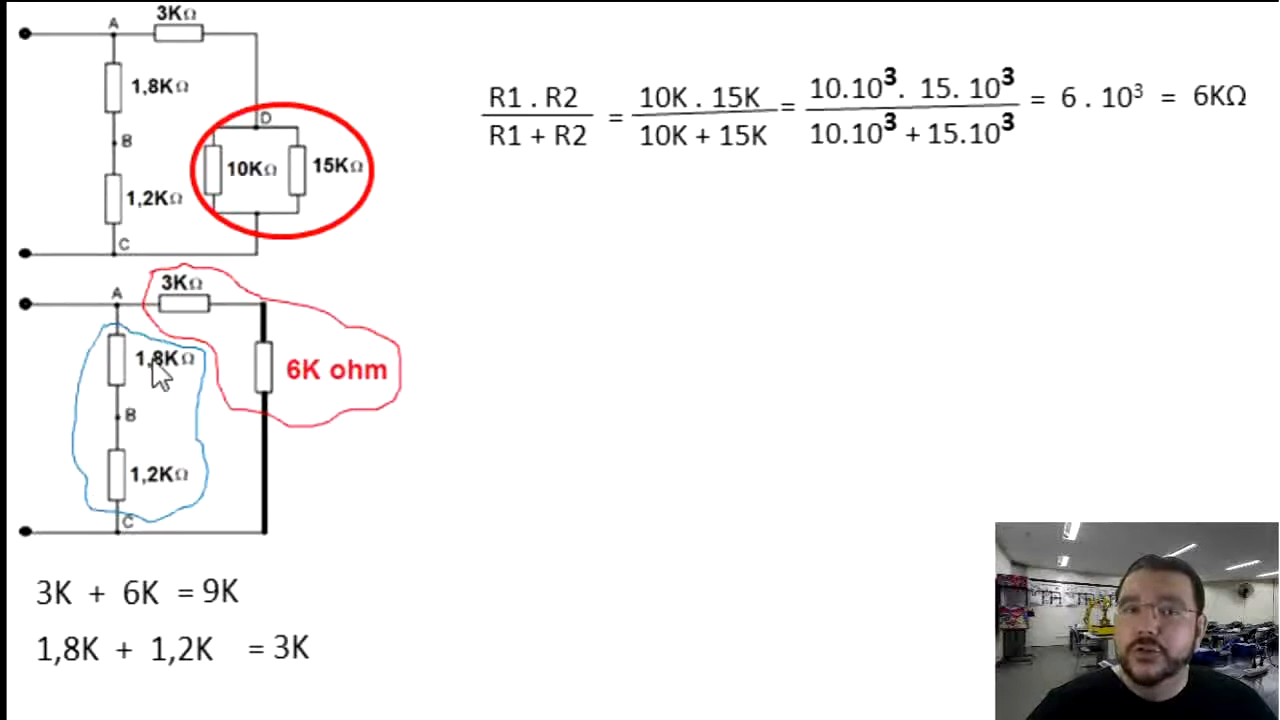 3KΩ
A
1,8KΩ
B
1,2KΩ
C
D
10KΩ 15KΩ
R1 . R2 / R1 + R2 = 10K . 15K / 10K + 15K = 10.10³ . 15. 10³ / 10.10³ + 15.10³ = 6 . 10³ = 6KΩ
3KΩ
A
1,8KΩ
6K ohm
B
1,2KΩ
C
3K + 6K = 9K
1,8K + 1,2K = 3K